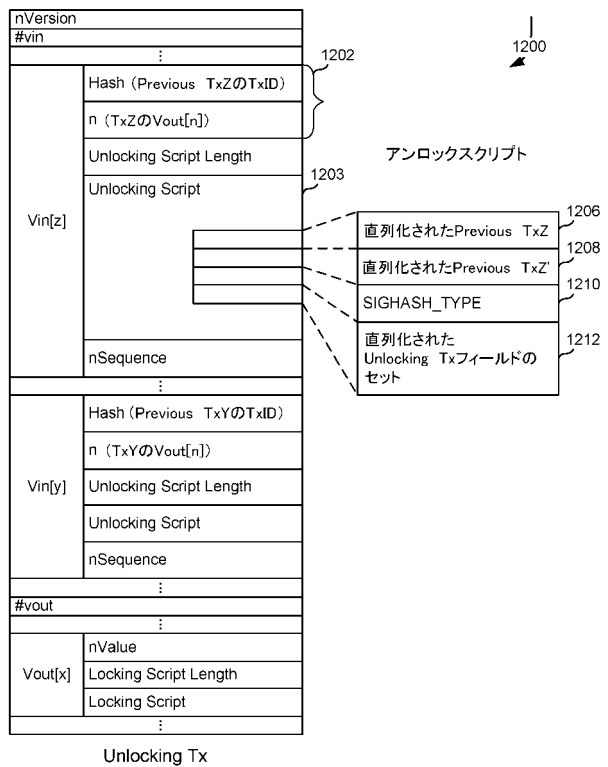 nVersion
#vin
⋮
Vin[z]
Hash (Previous TxZのTxID)
n (TxZのVout[n])
Unlocking Script Length
Unlocking Script
nSequence
⋮
Vin[y]
Hash (Previous TxYのTxID)
n (TxYのVout[n])
Unlocking Script Length
Unlocking Script
nSequence
⋮
#vout
⋮
Vout[x]
nValue
Locking Script Length
Locking Script
⋮
Unlocking Tx
1200
1202
1203
アンロックスクリプト
直列化されたPrevious TxZ
1206
直列化されたPrevious TxZ'
1208
SIGHASH_TYPE
1210
直列化された
Unlocking Txフィールドの
セット
1212